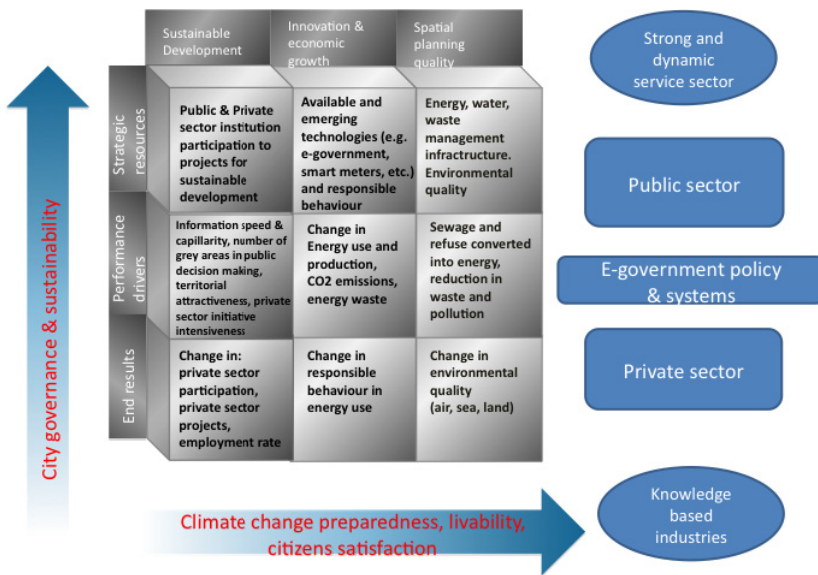 Sustainable
Development
Innovation &
economic
growth
Spatial
planning
quality
Strategic
resources
Public & Private
sector institution
participation to
projects for
sustainable
development
Available and
emerging
technologies (e.g.
e-government,
smart meters, etc.)
and responsible
behaviour
Energy, water,
waste
management
infractructure.
Environmental
quality
Performance
drivers
Information speed &
capillarity, number of
grey areas in public
decision making,
territorial
attractiveness, private
sector initiative
intensiveness
Change in
Energy use and
production,
CO2 emissions,
energy waste
Sewage and
refuse converted
into energy,
reduction in
waste and
pollution
End results
Change in:
private sector
participation,
private sector
projects,
employment rate
Change in
responsible
behaviour in
energy use
Change in
environmental
quality
(air, sea, land)
City governance & sustainability
Climate change preparedness, livability,
citizens satisfaction
Strong and
dynamic
service sector
Public sector
E-government policy
& systems
Private sector
Knowledge
based
industries